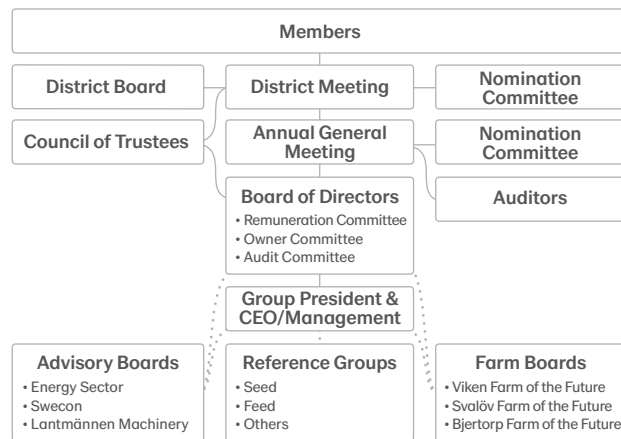 Members
District Board
District Meeting
Nomination
Committee
Council of Trustees
Annual General
Meeting
Nomination
Committee
Board of Directors
• Remuneration Committee
• Owner Committee
• Audit Committee
Auditors
Group President &
CEO/Management
Advisory Boards
• Energy Sector
• Swecon
• Lantmännen Machinery
Reference Groups
• Seed
• Feed
• Others
Farm Boards
• Viken Farm of the Future
• Svalöv Farm of the Future
• Bjertorp Farm of the Future